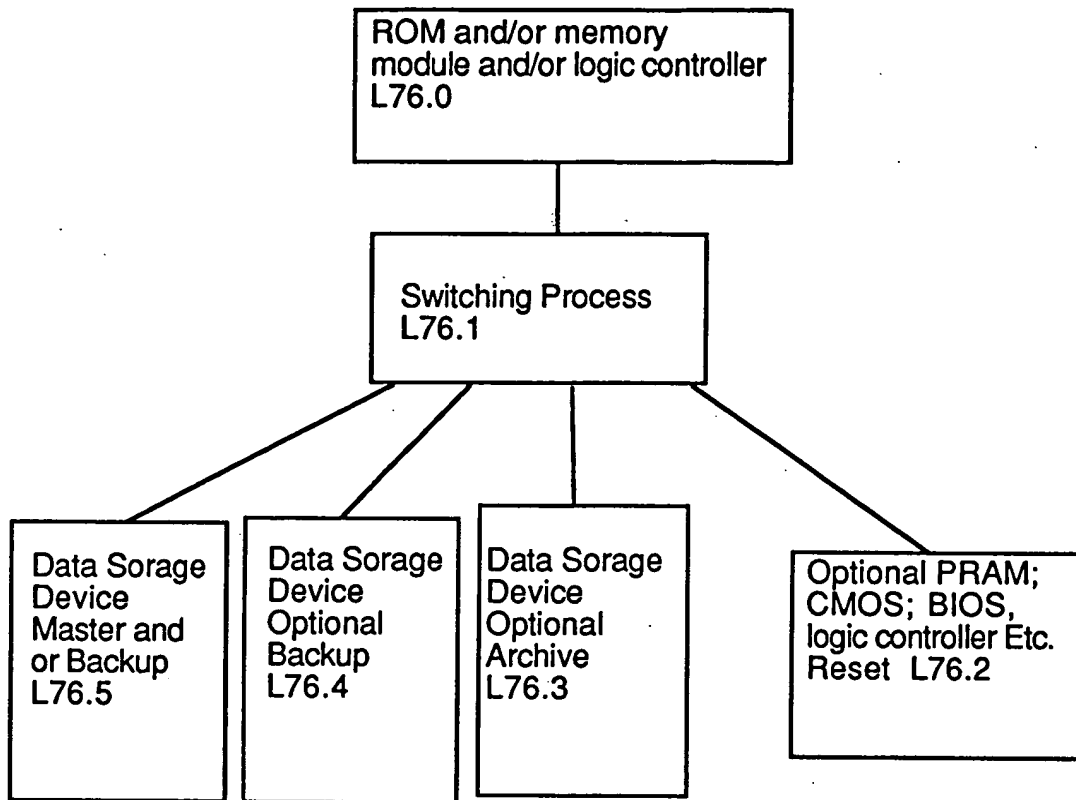 ROM and/or memory
module and/or logic controller
L76.0
Switching Process
L76.1
Data Sorage
Device
Master and
or Backup
L76.5
Data Sorage
Device
Optional
Backup
L76.4
Data Sorage
Device
Optional
Archive
L76.3
Optional PRAM;
CMOS; BIOS,
logic controller Etc.
Reset L76.2